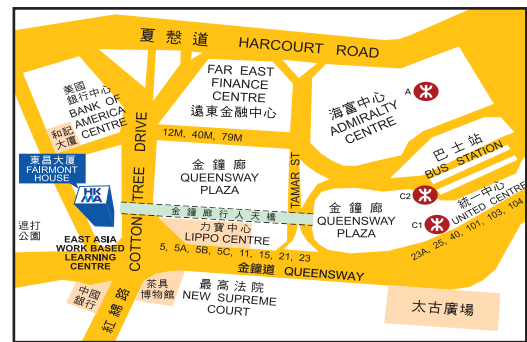 夏慤道 HARCOURT ROAD
美國
銀行中心
BANK OF
AMERICA
CENTRE
和記
大廈
FAR EAST
FINANCE
CENTRE
遠東金融中心
海富中心
ADMIRALTY
CENTRE
A
12M, 40M, 79M
巴士站
BUS STATION
東昌大廈
FAIRMONT
HOUSE
HK
MA
COTTON TREE DRIVE
紅綿路
金鐘廊
QUEENSWAY
PLAZA
TAMAR ST
金鐘廊行人天橋
金鐘廊
QUEENSWAY
PLAZA
C2
C1
統一中心
UNITED CENTRE
23A, 25, 40, 101, 103, 104
遮打
公園
EAST ASIA
WORK BASED
LEARNING
CENTRE
力寶中心
LIPPO CENTRE
5, 5A, 5B, 5C, 11, 15, 21, 23
金鐘道 QUEENSWAY
中國
銀行
茶具
博物館
最高法院
NEW SUPREME
COURT
太古廣場